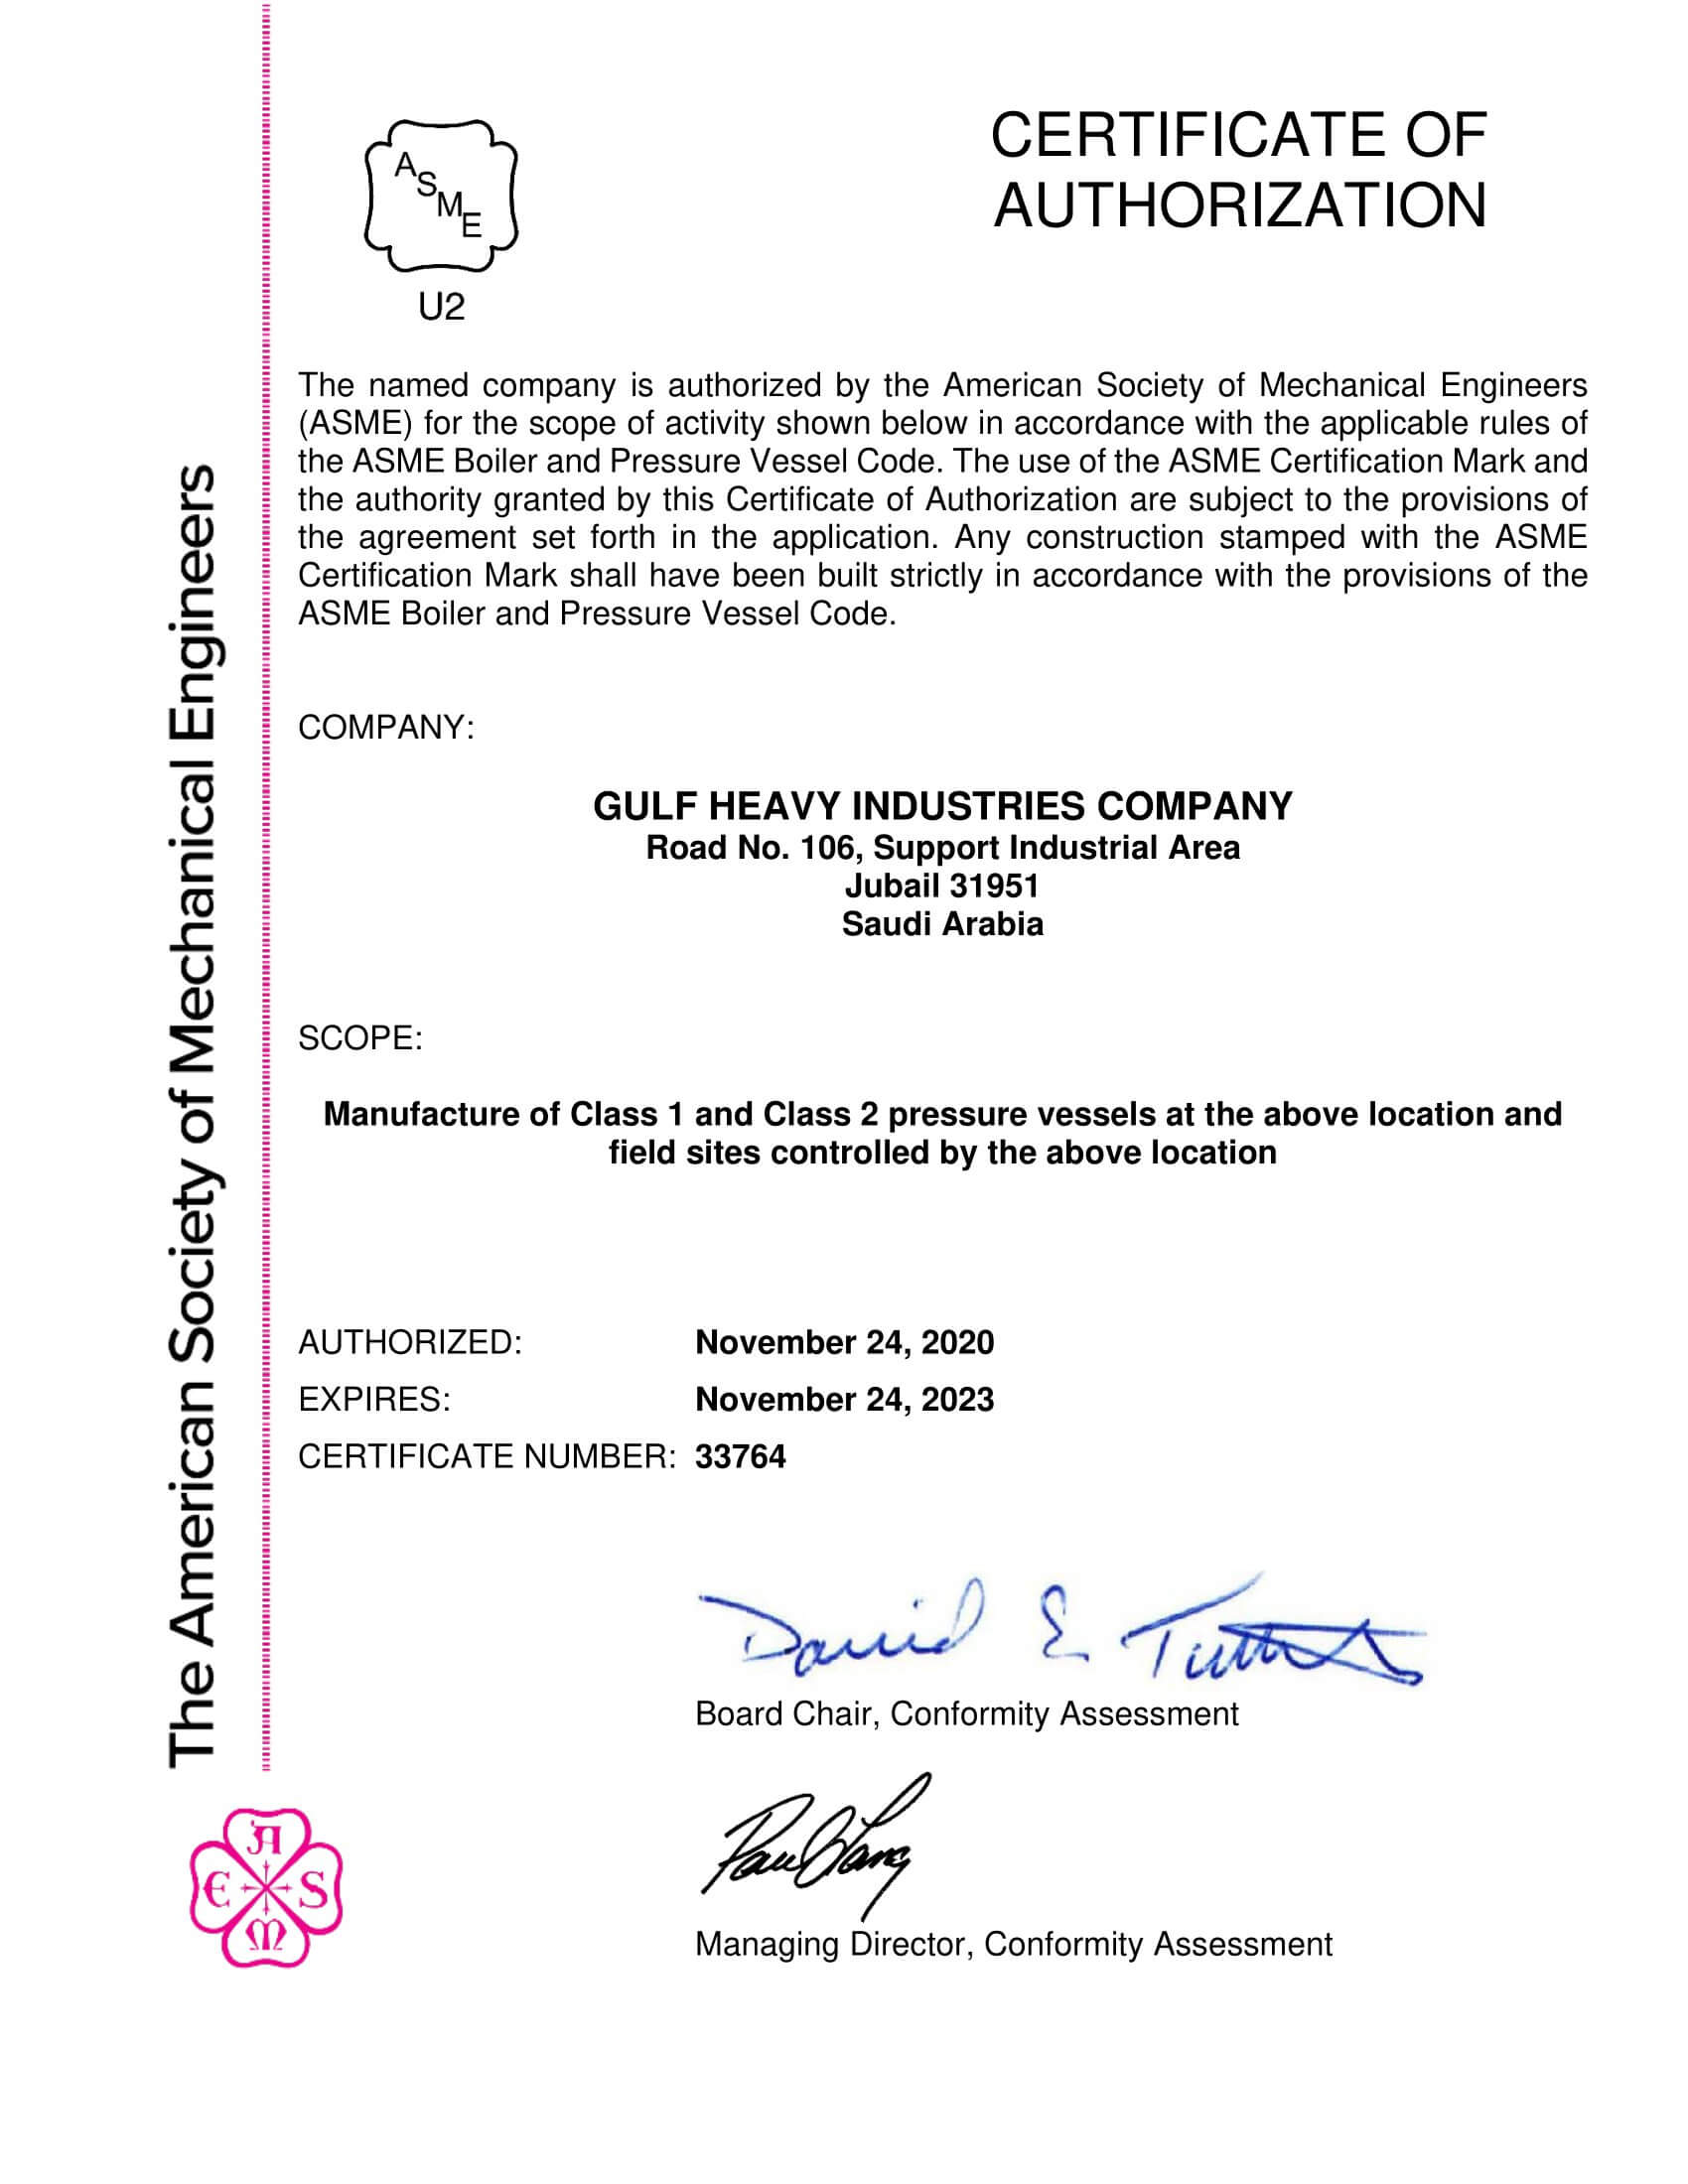 The American Society of Mechanical Engineers
ASME
U2
CERTIFICATE OF
AUTHORIZATION
The named company is authorized by the American Society of Mechanical Engineers
(ASME) for the scope of activity shown below in accordance with the applicable rules of
the ASME Boiler and Pressure Vessel Code. The use of the ASME Certification Mark and
the authority granted by this Certificate of Authorization are subject to the provisions of
the agreement set forth in the application. Any construction stamped with the ASME
Certification Mark shall have been built strictly in accordance with the provisions of the
ASME Boiler and Pressure Vessel Code.
COMPANY:
GULF HEAVY INDUSTRIES COMPANY
Road No. 106, Support Industrial Area
Jubail 31951
Saudi Arabia
SCOPE:
Manufacture of Class 1 and Class 2 pressure vessels at the above location and
field sites controlled by the above location
AUTHORIZED: November 24, 2020
EXPIRES: November 24, 2023
CERTIFICATE NUMBER: 33764
David E
Board Chair, Conformity Assessment
Managing Director, Conformity Assessment
ASME